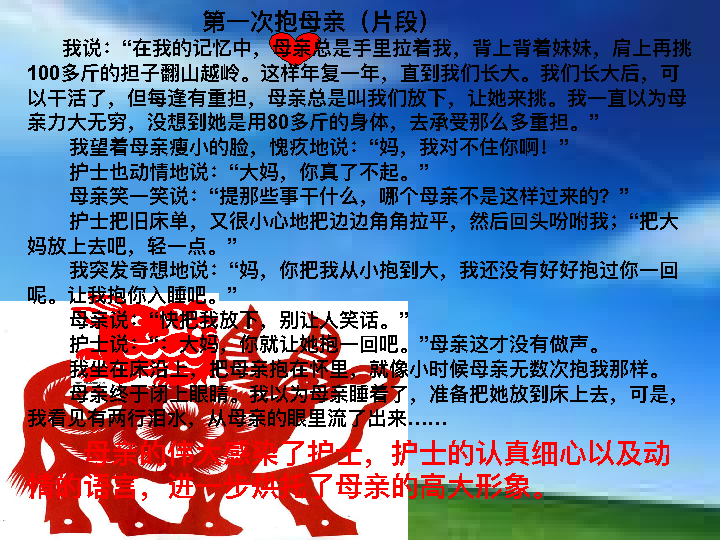 第一次抱母亲（片段）
我说：“在我的记忆中，母亲总是手里拉着我，背上背着妹妹，肩上再挑
100多斤的担子翻山越岭。这样年复一年，直到我们长大。我们长大后，可
以干活了，但每逢有重担，母亲总是叫我们放下，让她来挑。我一直以为母
亲力大无穷，没想到她是用80多斤的身体，去承受那么多重担。”
我望着母亲瘦小的脸，愧疚地说：“妈，我对不住你啊！”
护士也动情地说：“大妈，你真了不起。”
母亲笑一笑说：“提那些事干什么，哪个母亲不是这样过来的？”
护士把旧床单，又很小心地把边边角角拉平，然后回头吩咐我；“把大
妈放上去吧，轻一点。”
我突发奇想地说：“妈，你把我从小抱到大，我还没有好好抱过你一回
呢。让我抱你入睡吧。”
母亲说：“快把我放下，别让人笑话。”
护士说：“：大妈，你就让她抱一回吧。”母亲这才没有做声。
我坐在床沿上，把母亲抱在怀里，就像小时候母亲无数次抱我那样。
母亲终于闭上眼睛。我以为母亲睡着了，准备把她放到床上去，可是，
我看见有两行泪水，从母亲的眼里流了出来……
母亲的伟大感染了护士，护士的认真细心以及动
情的语言，进一步烘托了母亲的高大形象。